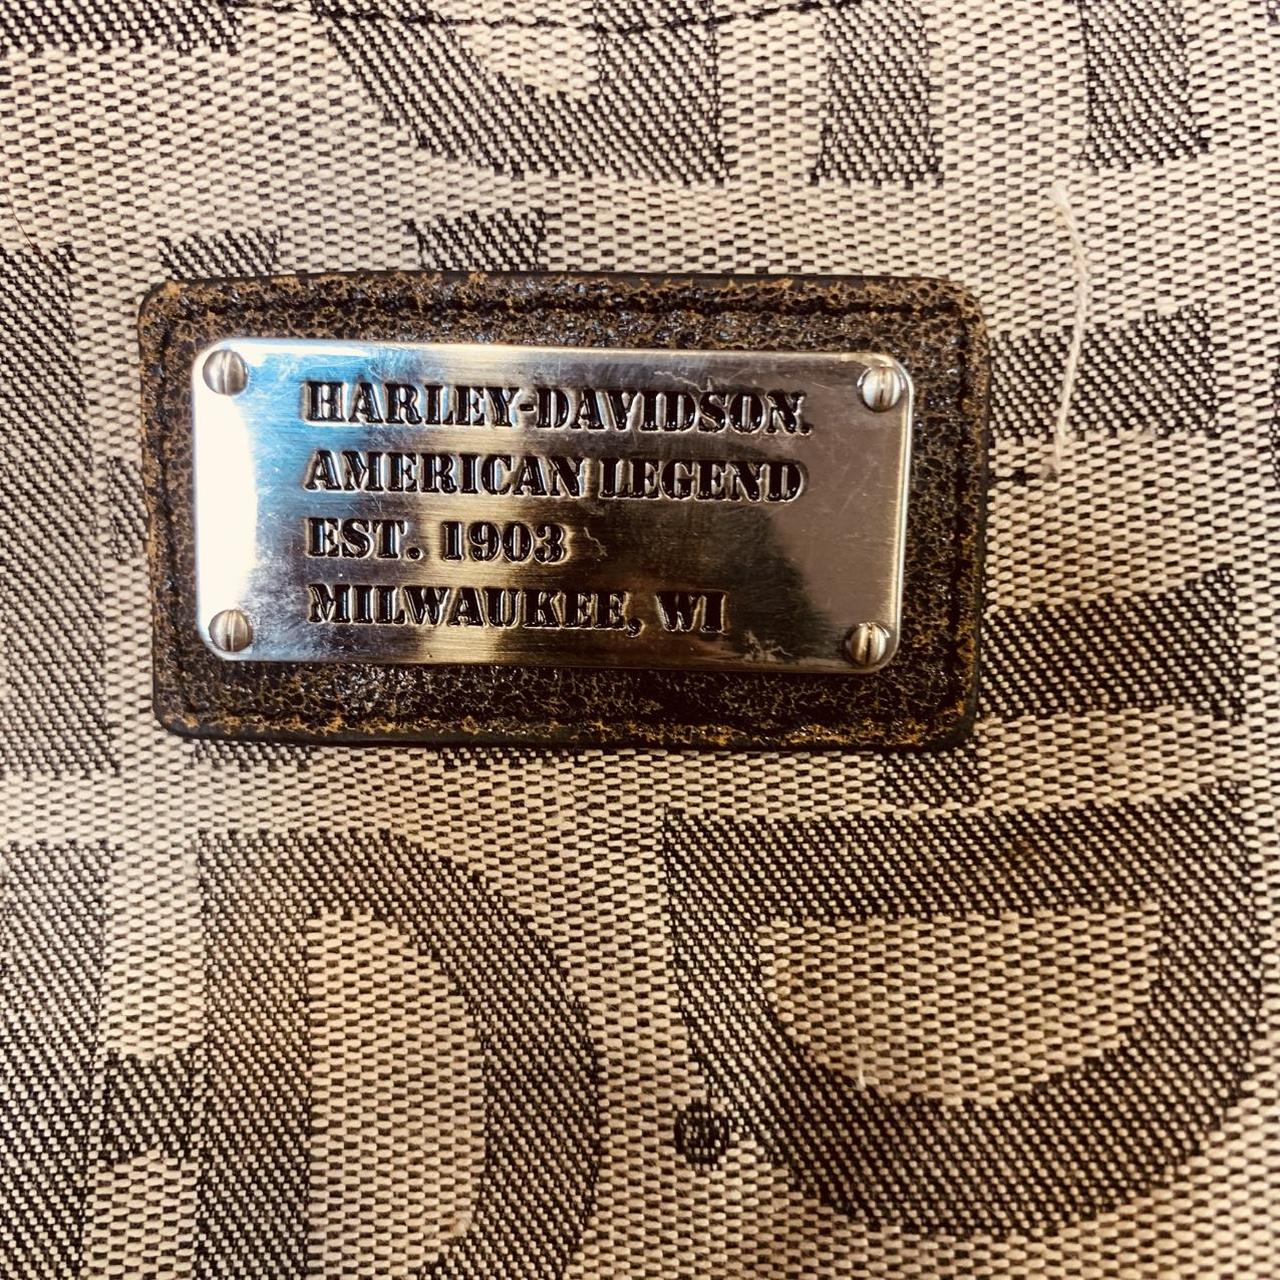 HARLEY-DAVIDSON.
AMERICAN LEGEND
EST. 1903
MILWAUKEE, WI